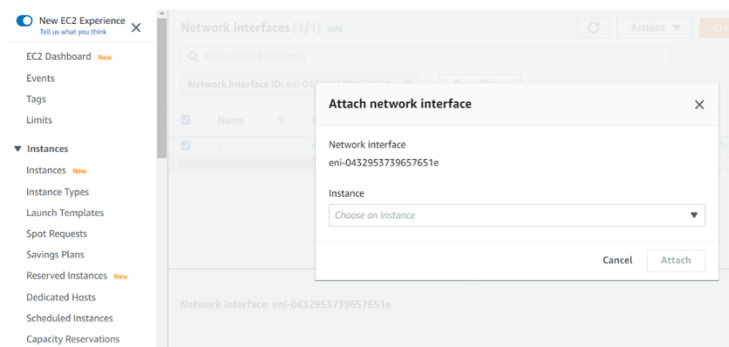 New EC2 Experience
Tell us what you think
EC2 Dashboard New
Events
Tags
Limits
Instances
Instances New
Instance Types
Launch Templates
Spot Requests
Savings Plans
Reserved Instances New
Dedicated Hosts
Scheduled Instances
Capacity Reservations
Network interfaces (1/1) Info
Actions
Filter network interfaces
Network interface ID:
Name
Attach network interface
Network interface
eni-0432953739657651e
Instance
Choose an instance
Cancel Attach
Network interface: eni-0432953739657651e